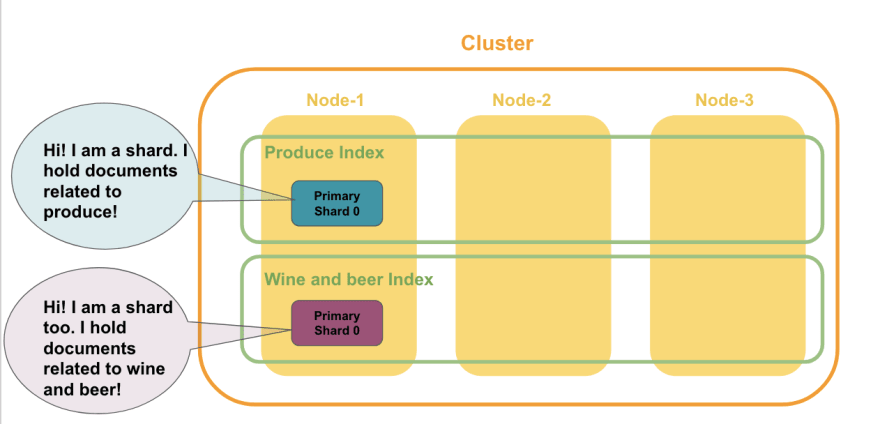 Cluster
Node-1
Node-2
Node-3
Hi! I am a shard. I
hold documents
related to
produce!
Produce Index
Primary
Shard 0
Wine and beer Index
Hi! I am a shard
too. I hold
documents
related to wine
and beer!
Primary
Shard 0